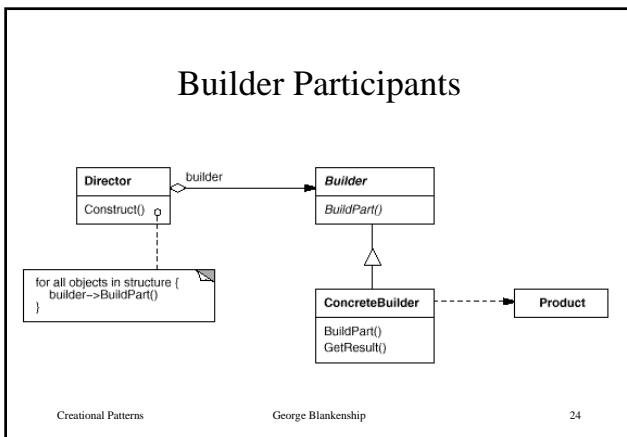 Builder Participants
Director
builder
Builder
Construct()
BuildPart()
for all objects in structure {
builder->BuildPart()
}
ConcreteBuilder
Product
BuildPart()
GetResult()
Creational Patterns
George Blankenship
24